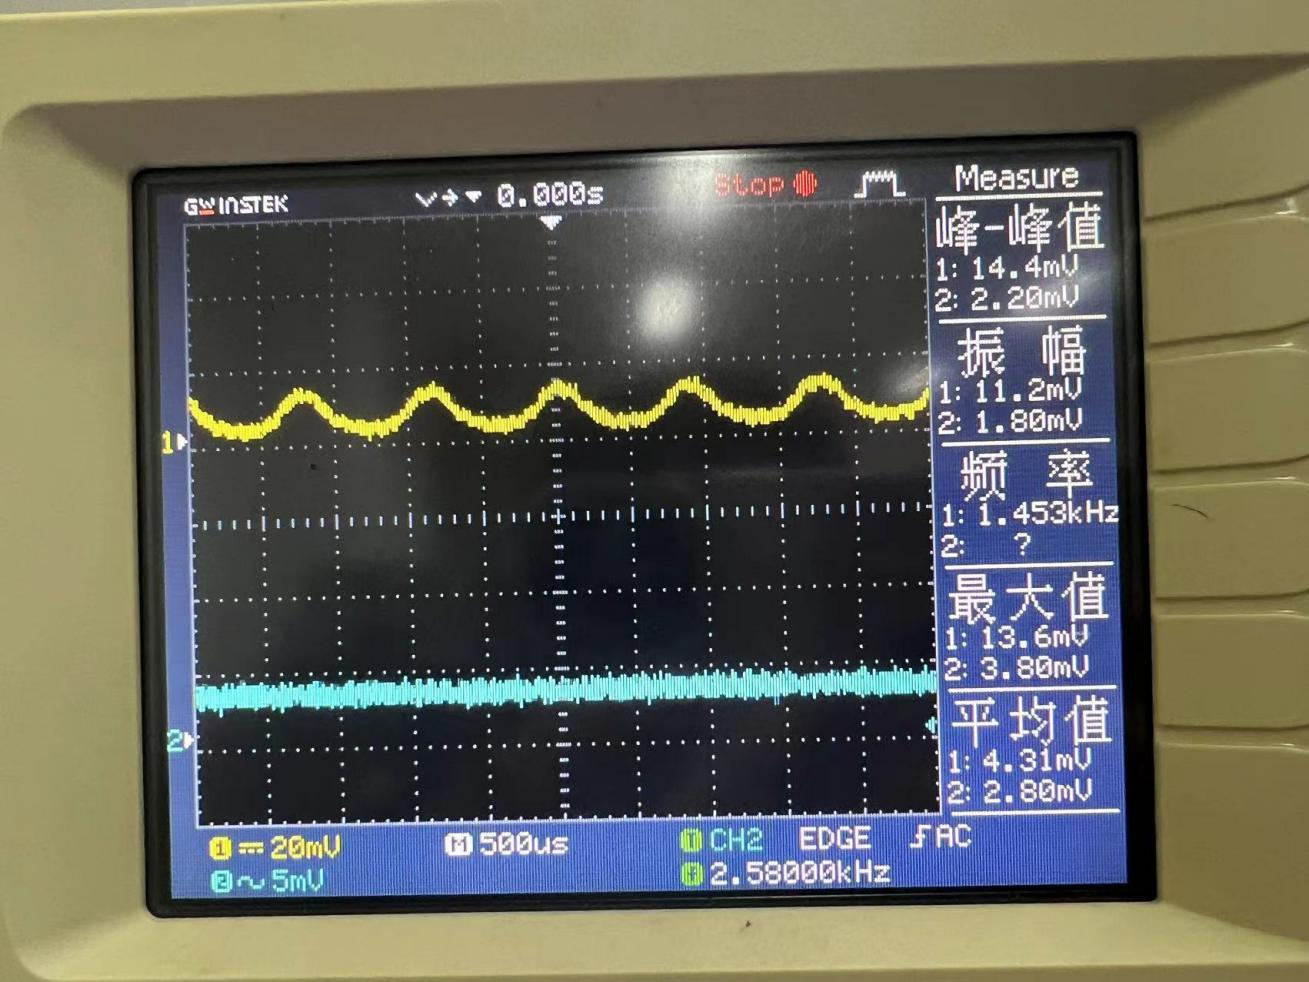 GWINSTEK 0.000s Stop Measure
峰-峰值
1: 14.4mV
2: 2.20mV
振 幅
1: 11.2mV
2: 1.80mV
频 率
1: 1.453kHz
2: ?
最大值
1: 13.6mV
2: 3.80mV
平均值
1: 4.31mV
2: 2.80mV
1
2
1 20mV M 500us T CH2 EDGE AC
2 5mV F 2.58000kHz